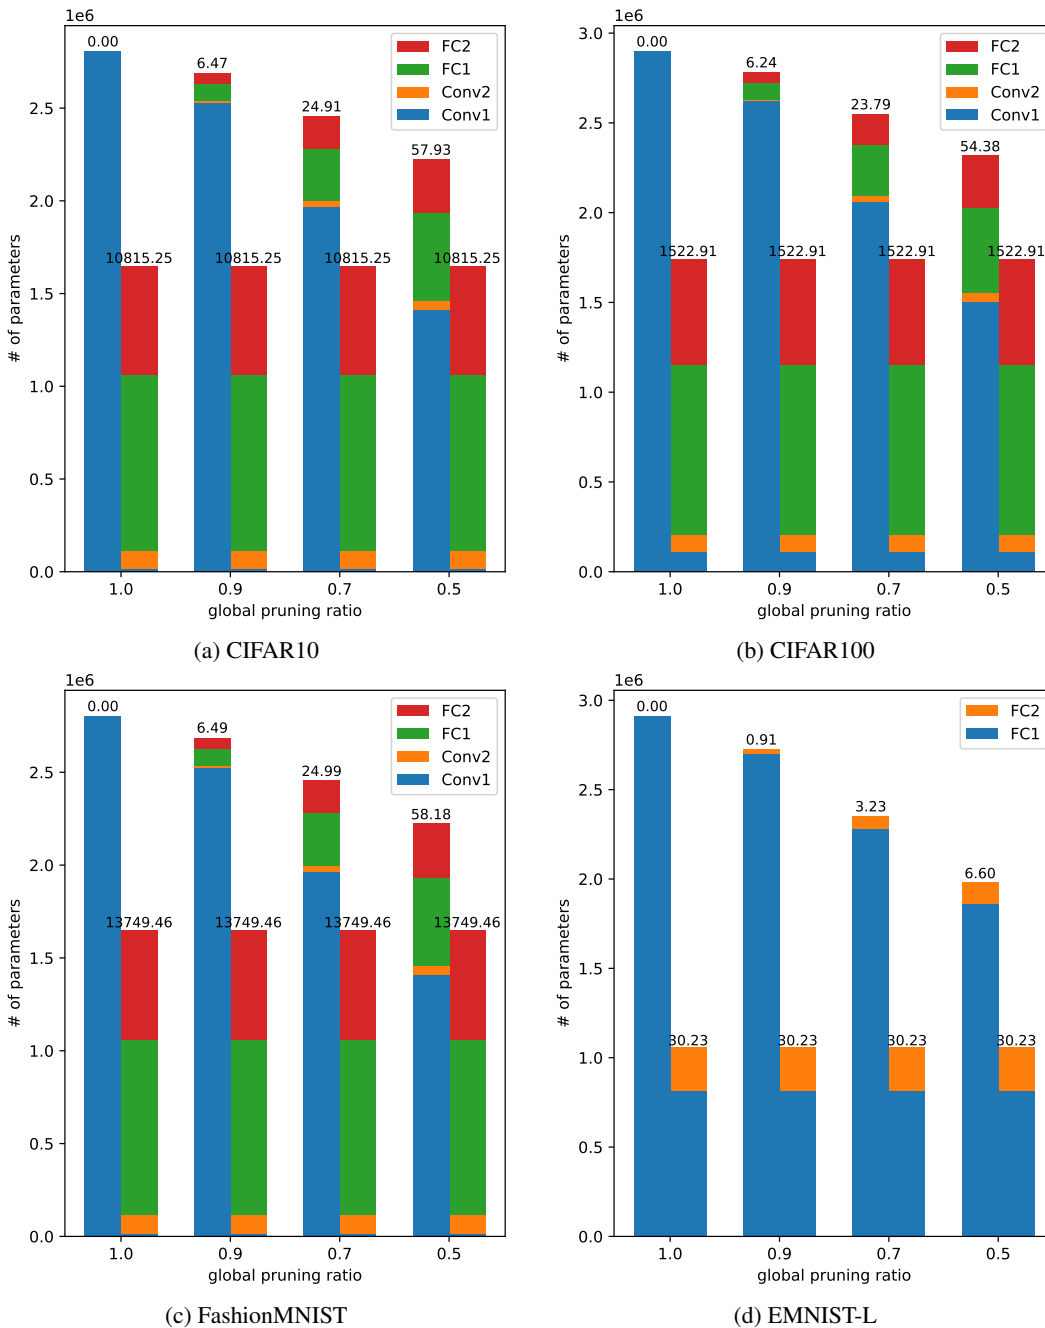 1e6
0.00
6.47
24.91
57.93
FC2
FC1
Conv2
Conv1
10815.25 10815.25 10815.25 10815.25
# of parameters
2.5
2.0
1.5
1.0
0.5
0.0
1.0 0.9 0.7 0.5
global pruning ratio
(a) CIFAR10
1e6
0.00
6.24
23.79
54.38
FC2
FC1
Conv2
Conv1
1522.91 1522.91 1522.91 1522.91
# of parameters
3.0
2.5
2.0
1.5
1.0
0.5
0.0
1.0 0.9 0.7 0.5
global pruning ratio
(b) CIFAR100
1e6
0.00
6.49
24.99
58.18
FC2
FC1
Conv2
Conv1
13749.46 13749.46 13749.46 13749.46
# of parameters
2.5
2.0
1.5
1.0
0.5
0.0
1.0 0.9 0.7 0.5
global pruning ratio
(c) FashionMNIST
1e6
0.00
0.91
3.23
6.60
FC2
FC1
30.23 30.23 30.23 30.23
# of parameters
3.0
2.5
2.0
1.5
1.0
0.5
0.0
1.0 0.9 0.7 0.5
global pruning ratio
(d) EMNIST-L